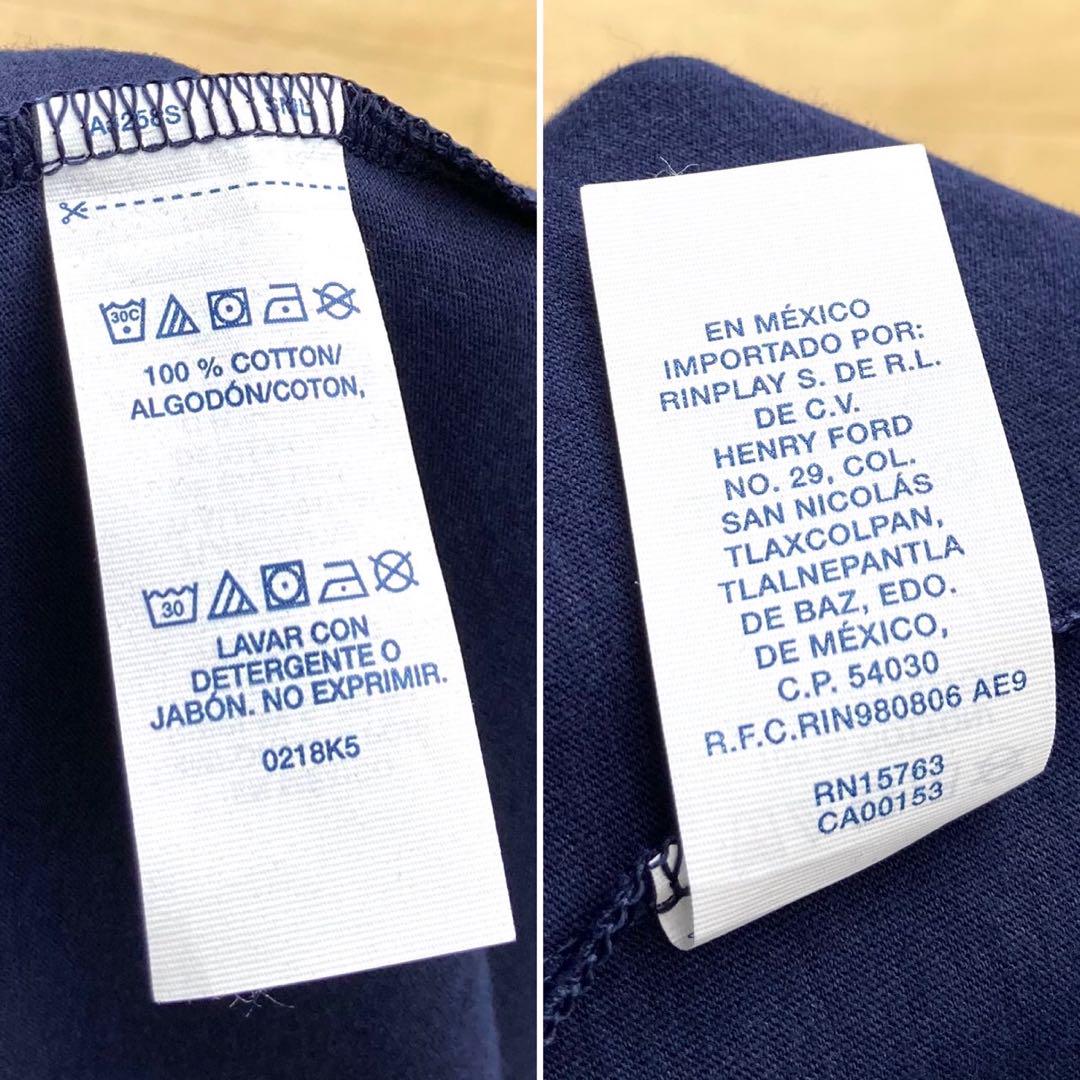 30C
100 % COTTON/
ALGODÓN/COTON,
30
LAVAR CON
DETERGENTE O
JABÓN. NO EXPRIMIR.
0218K5
EN MÉXICO
IMPORTADO POR:
RINPLAY S. DE R.L.
DE C.V.
HENRY FORD
NO. 29, COL.
SAN NICOLÁS
TLAXCOLPAN,
TLALNEPANTLA
DE BAZ, EDO.
DE MÉXICO,
C.P. 54030
R.F.C.RIN980806 AE9
RN15763
CA00153